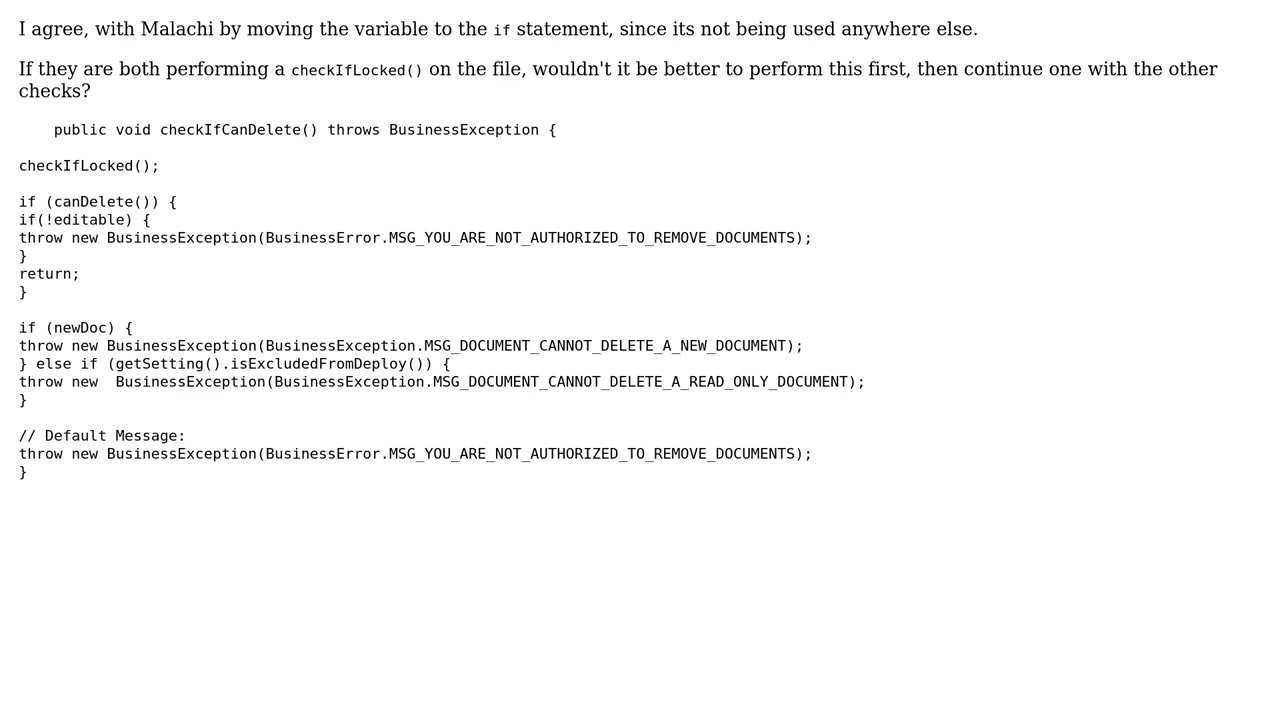 I agree, with Malachi by moving the variable to the if statement, since its not being used anywhere else.
If they are both performing a checkIfLocked() on the file, wouldn't it be better to perform this first, then continue one with the other
checks?
public void checkIfCanDelete() throws BusinessException {
checkIfLocked();
if (canDelete()) {
if(!editable) {
throw new BusinessException(BusinessError.MSG_YOU_ARE_NOT_AUTHORIZED_TO_REMOVE_DOCUMENTS);
}
return;
}
if (newDoc) {
throw new BusinessException(BusinessException.MSG_DOCUMENT_CANNOT_DELETE_A_NEW_DOCUMENT);
} else if (getSetting().isExcludedFromDeploy()) {
throw new  BusinessException(BusinessException.MSG_DOCUMENT_CANNOT_DELETE_A_READ_ONLY_DOCUMENT);
}
// Default Message:
throw new BusinessException(BusinessError.MSG_YOU_ARE_NOT_AUTHORIZED_TO_REMOVE_DOCUMENTS);
}